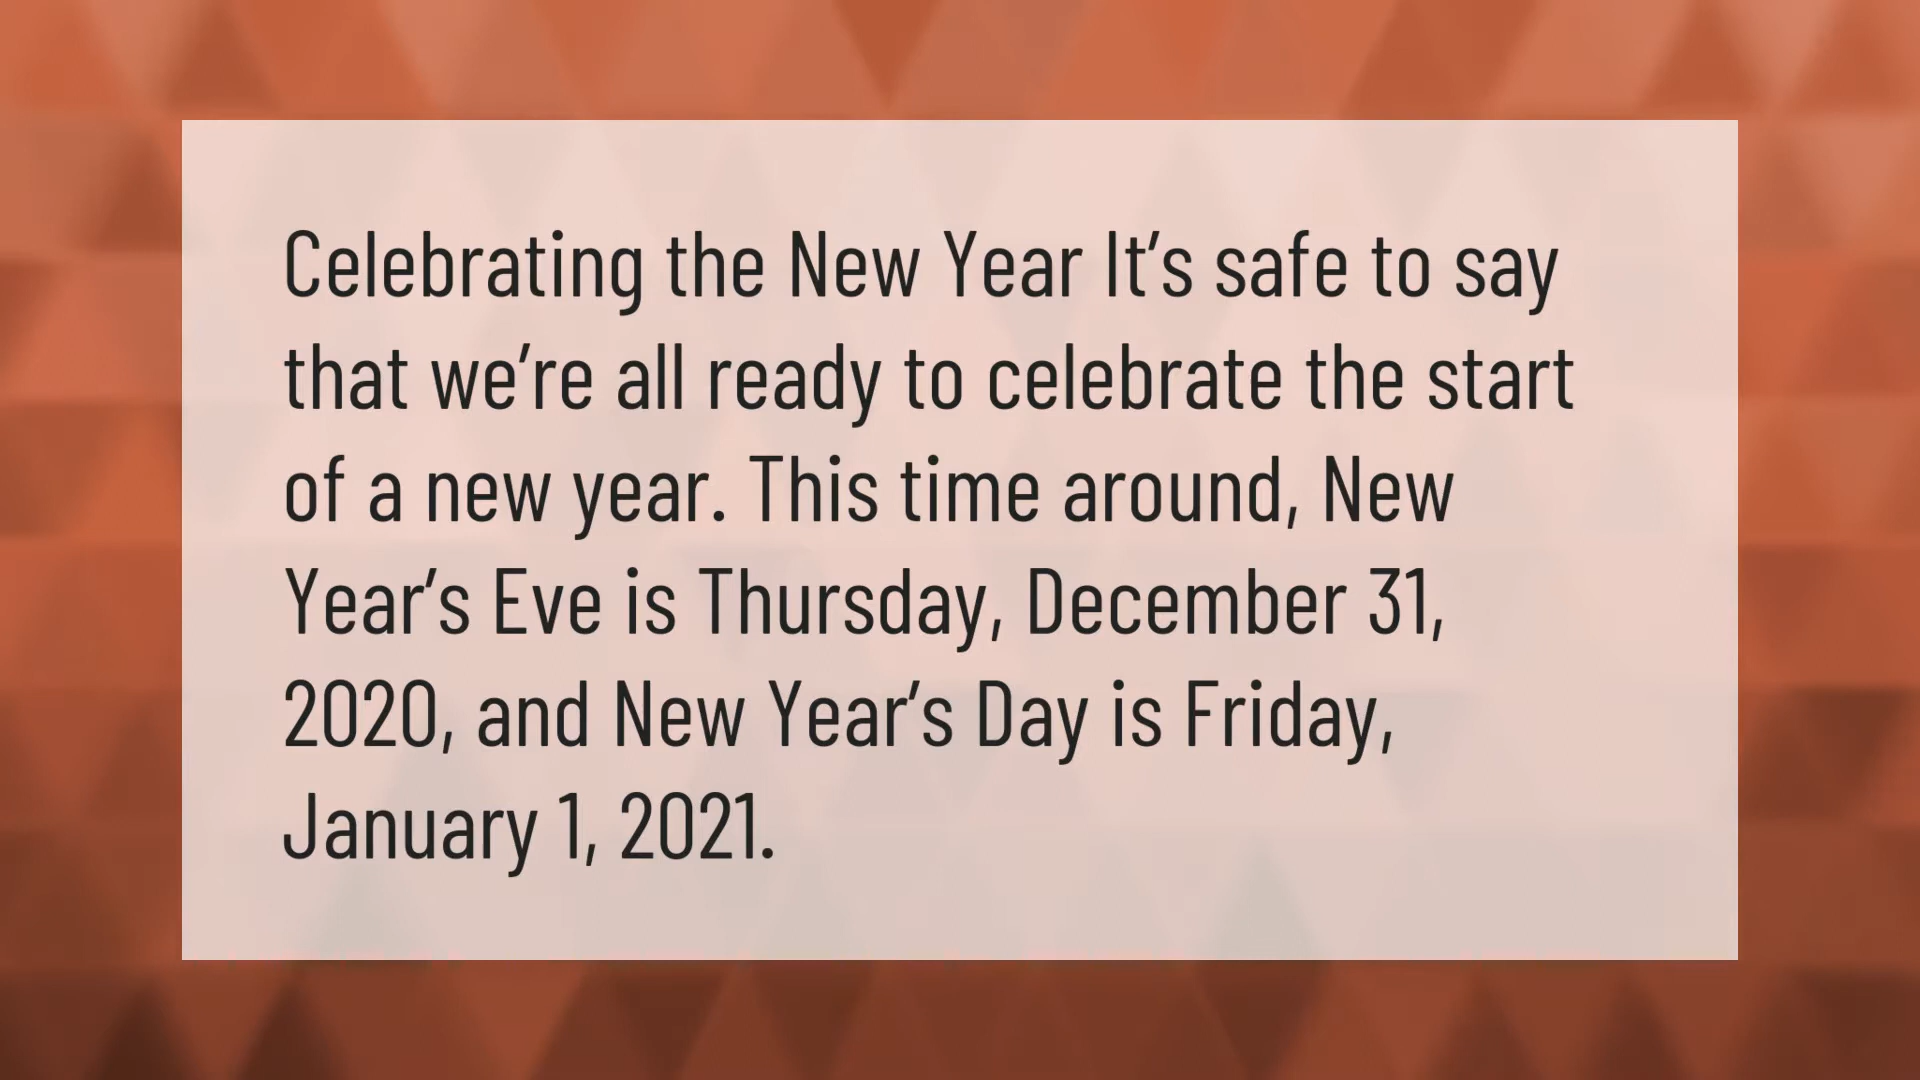 Celebrating the New Year It’s safe to say
that we’re all ready to celebrate the start
of a new year. This time around, New
Year’s Eve is Thursday, December 31,
2020, and New Year’s Day is Friday,
January 1, 2021.